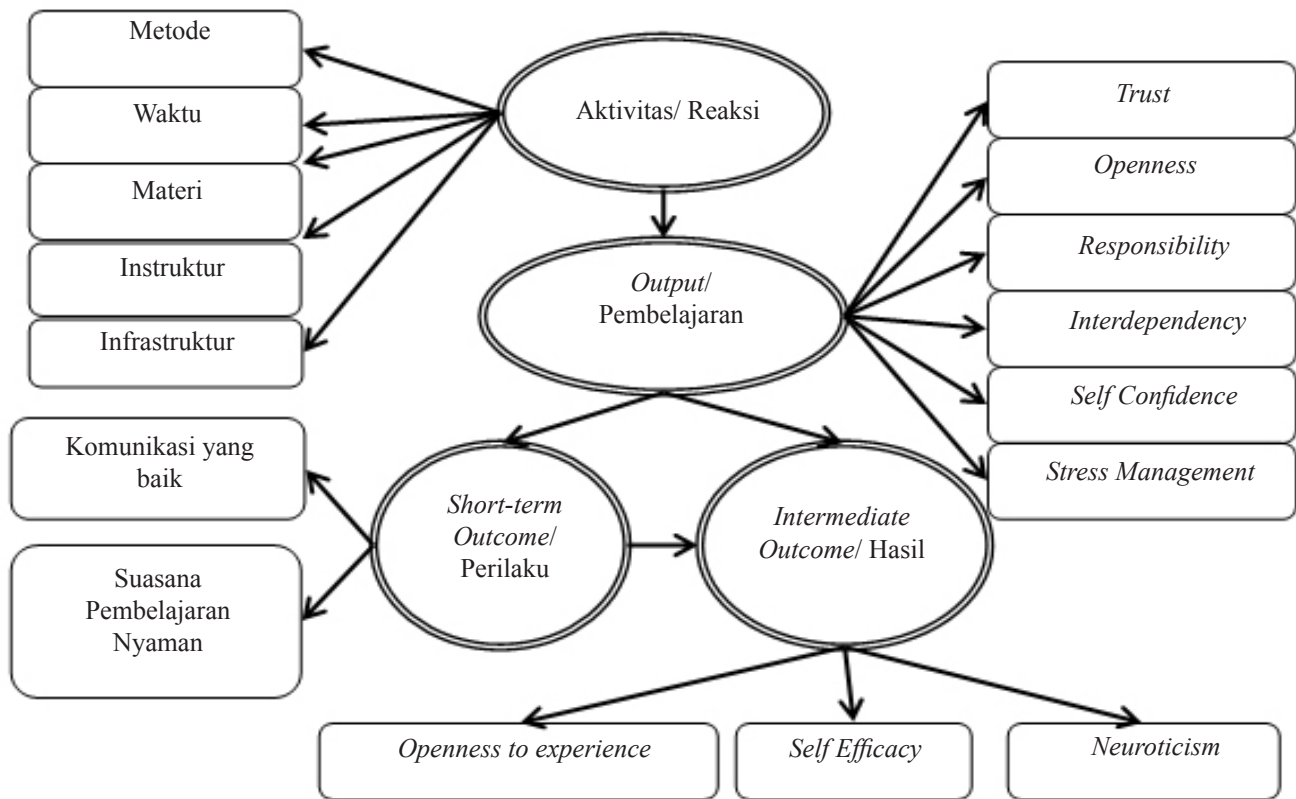 Metode
Waktu
Materi
Instruktur
Infrastruktur
Aktivitas/ Reaksi
Output/
Pembelajaran
Trust
Openness
Responsibility
Interdependency
Self Confidence
Stress Management
Komunikasi yang
baik
Suasana
Pembelajaran
Nyaman
Short-term
Outcome/
Perilaku
Intermediate
Outcome/ Hasil
Openness to experience
Self Efficacy
Neuroticism